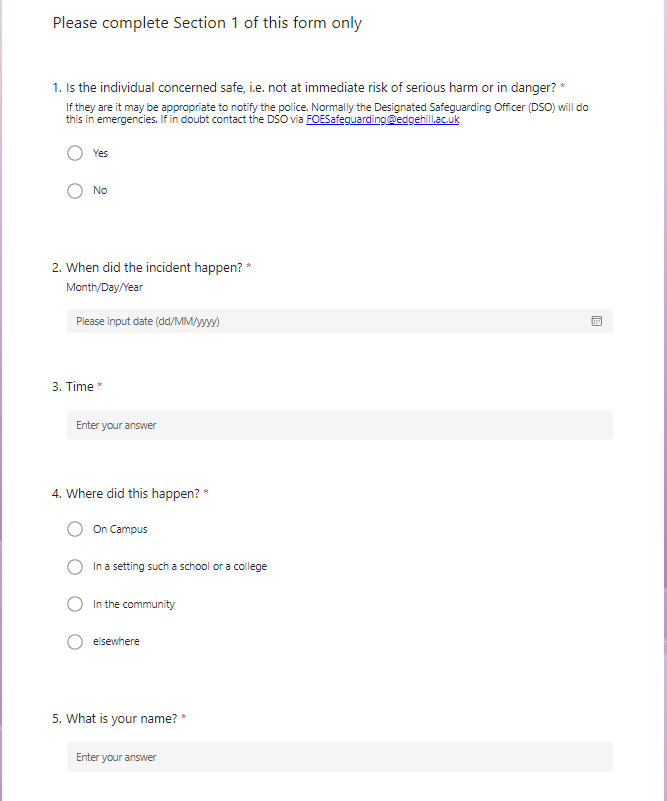 Please complete Section 1 of this form only
1. Is the individual concerned safe, i.e. not at immediate risk of serious harm or in danger? *
If they are it may be appropriate to notify the police. Normally the Designated Safeguarding Officer (DSO) will do
this in emergencies. If in doubt contact the DSO via FOESafeguarding@edgehill.ac.uk
Yes
No
2. When did the incident happen? *
Month/Day/Year
Please input date (dd/MM/yyyy)
3. Time *
Enter your answer
4. Where did this happen? *
On Campus
In a setting such a school or a college
In the community
elsewhere
5. What is your name? *
Enter your answer